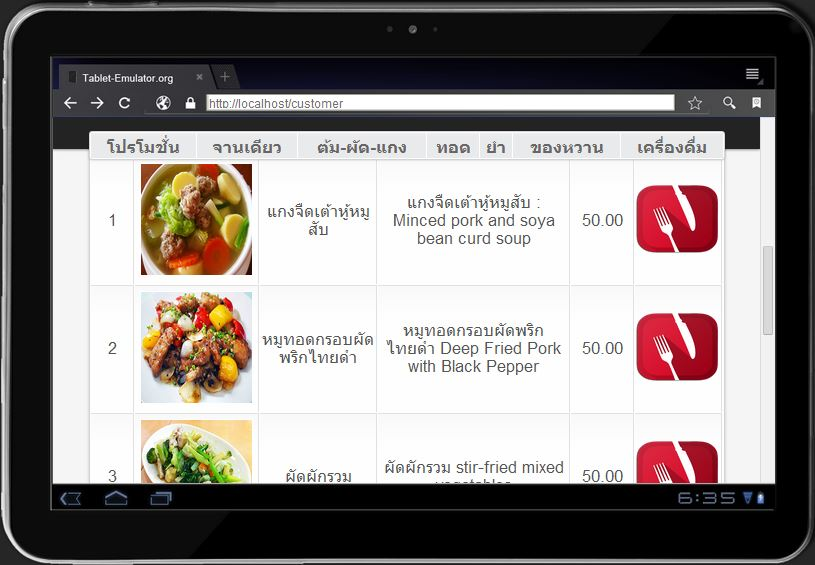 Tablet-Emulator.org
http://localhost/customer
โปรโมชั่น จานเดียว ต้ม-ผัด-แกง ทอด ยำ ของหวาน เครื่องดื่ม
1
แกงจืดเต้าหู้หมู
สับ
แกงจืดเต้าหู้หมูสับ :
Minced pork and soya
bean curd soup
50.00
2
หมูทอดกรอบผัด
พริกไทยดำ
หมูทอดกรอบผัดพริก
ไทยดำ Deep Fried Pork
with Black Pepper
50.00
3
ผัดผักรวม
ผัดผักรวม stir-fried mixed
vegetables
50.00
6:35